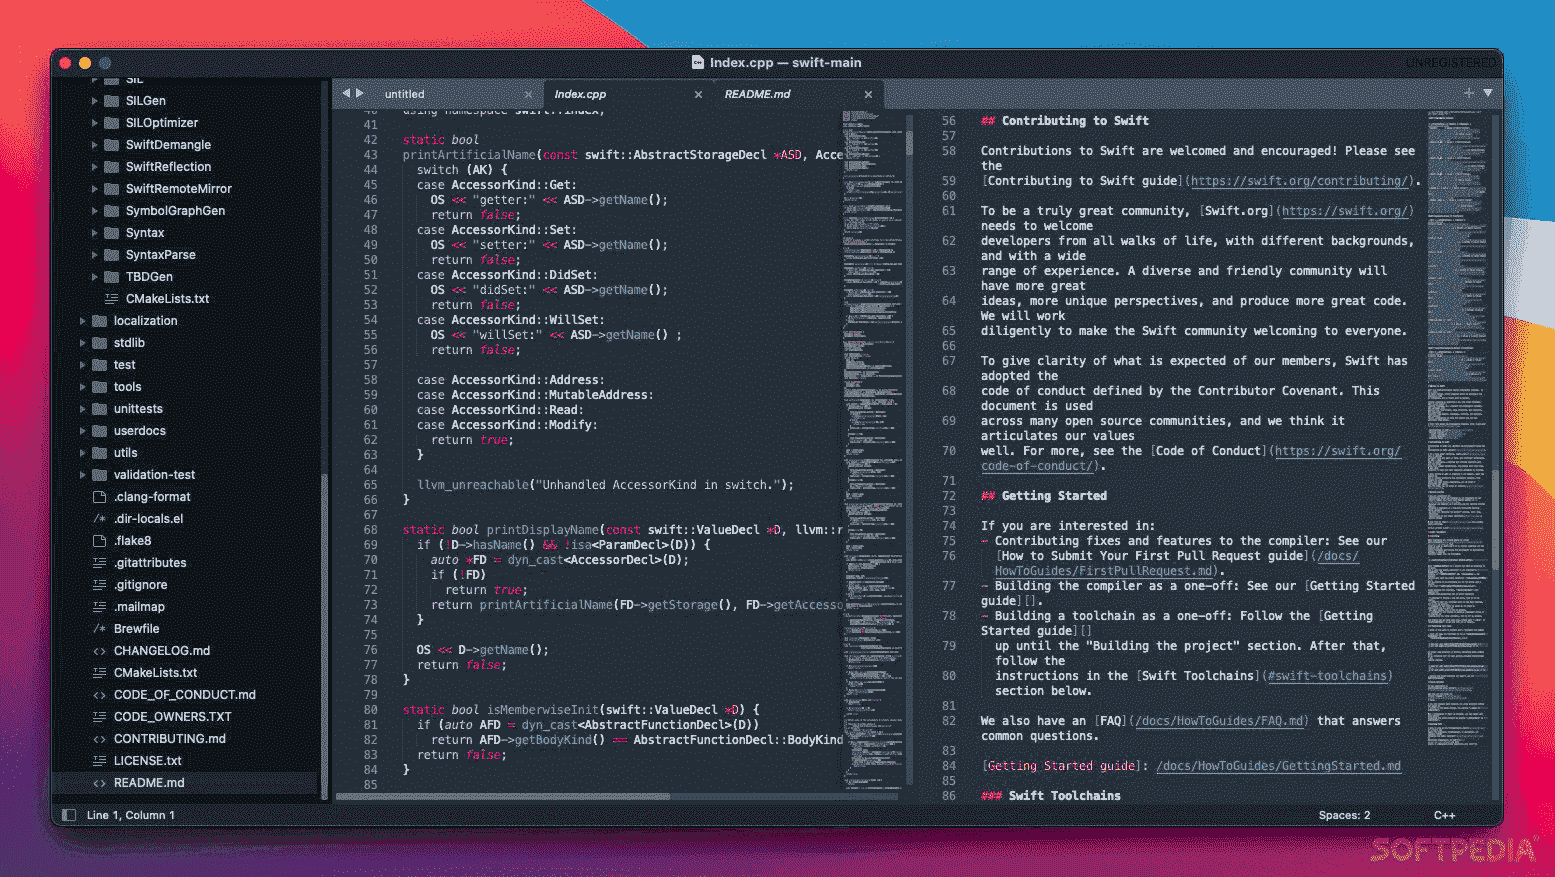 Index.cpp — swift-main
UNREGISTERED
SIL
SILGen
SILOptimizer
SwiftDemangle
SwiftReflection
SwiftRemoteMirror
SymbolGraphGen
Syntax
SyntaxParse
TBDGen
CMakeLists.txt
localization
stdlib
test
tools
unittests
userdocs
utils
validation-test
.clang-format
.dir-locals.el
.flake8
.gitattributes
.gitignore
.mailmap
Brewfile
CHANGELOG.md
CMakeLists.txt
CODE_OF_CONDUCT.md
CODE_OWNERS.TXT
CONTRIBUTING.md
LICENSE.txt
README.md
untitled
Index.cpp
README.md
40 using namespace swift::index;
41
42 static bool
43 printArtificialName(const swift::AbstractStorageDecl *ASD, Acce
44 switch (AK) {
45 case AccessorKind::Get:
46 OS << "getter:" << ASD->getName();
47 return false;
48 case AccessorKind::Set:
49 OS << "setter:" << ASD->getName();
50 return false;
51 case AccessorKind::DidSet:
52 OS << "didSet:" << ASD->getName();
53 return false;
54 case AccessorKind::WillSet:
55 OS << "willSet:" << ASD->getName() ;
56 return false;
57
58 case AccessorKind::Address:
59 case AccessorKind::MutableAddress:
60 case AccessorKind::Read:
61 case AccessorKind::Modify:
62 return true;
63 }
64
65 llvm_unreachable("Unhandled AccessorKind in switch.");
66 }
67
68 static bool printDisplayName(const swift::ValueDecl *D, llvm::r
69 if (!D->hasName() && !isa<ParamDecl>(D)) {
70 auto *FD = dyn_cast<AccessorDecl>(D);
71 if (!FD)
72 return true;
73 return printArtificialName(FD->getStorage(), FD->getAccesso
74 }
75
76 OS << D->getName();
77 return false;
78 }
79
80 static bool isMemberwiseInit(swift::ValueDecl *D) {
81 if (auto AFD = dyn_cast<AbstractFunctionDecl>(D))
82 return AFD->getBodyKind() == AbstractFunctionDecl::BodyKind
83 return false;
84 }
85
56 ## Contributing to Swift
57
58 Contributions to Swift are welcomed and encouraged! Please see
the
59 [Contributing to Swift guide](https://swift.org/contributing/).
60
61 To be a truly great community, [Swift.org](https://swift.org/)
needs to welcome
62 developers from all walks of life, with different backgrounds,
and with a wide
63 range of experience. A diverse and friendly community will
have more great
64 ideas, more unique perspectives, and produce more great code.
We will work
65 diligently to make the Swift community welcoming to everyone.
66
67 To give clarity of what is expected of our members, Swift has
adopted the
68 code of conduct defined by the Contributor Covenant. This
document is used
69 across many open source communities, and we think it
articulates our values
70 well. For more, see the [Code of Conduct](https://swift.org/
code-of-conduct/).
71
72 ## Getting Started
73
74 If you are interested in:
75 - Contributing fixes and features to the compiler: See our
76 [How to Submit Your First Pull Request guide](/docs/
HowToGuides/FirstPullRequest.md).
77 - Building the compiler as a one-off: See our [Getting Started
guide][].
78 - Building a toolchain as a one-off: Follow the [Getting
Started guide][]
79 up until the "Building the project" section. After that,
follow the
80 instructions in the [Swift Toolchains](#swift-toolchains)
section below.
81
82 We also have an [FAQ](/docs/HowToGuides/FAQ.md) that answers
common questions.
83
84 [Getting Started guide]: /docs/HowToGuides/GettingStarted.md
85
86 ### Swift Toolchains
Line 1, Column 1
Spaces: 2
C++
SOFTPEDIA